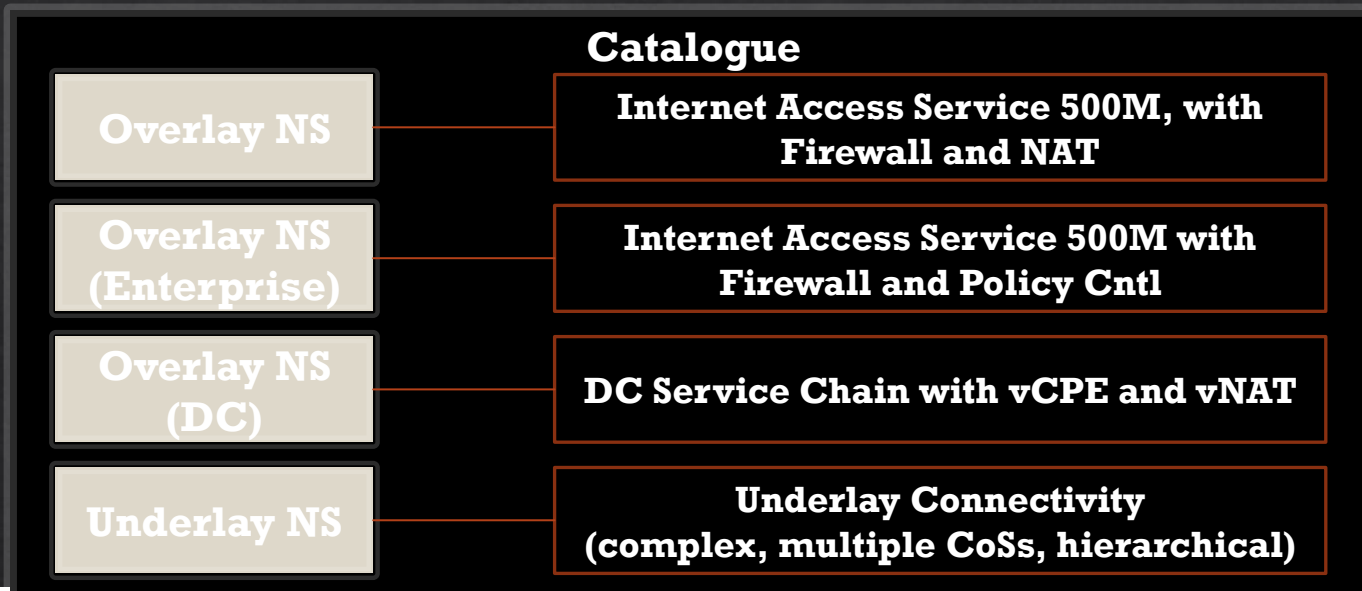 Catalogue
Overlay NS
Internet Access Service 500M, with
Firewall and NAT
Overlay NS
(Enterprise)
Internet Access Service 500M with
Firewall and Policy Cntl
Overlay NS
(DC)
DC Service Chain with vCPE and vNAT
Underlay NS
Underlay Connectivity
(complex, multiple CoSs, hierarchical)